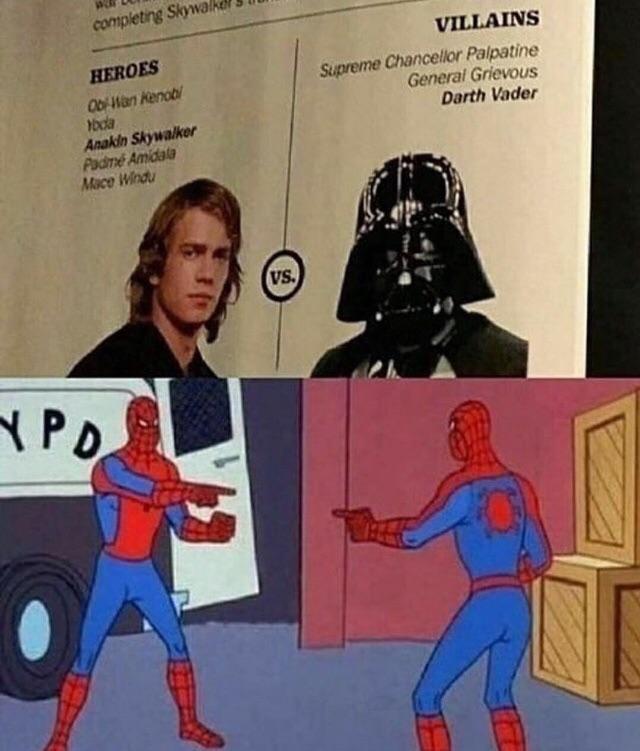 completing Skywalker's
HEROES
Obi-Wan Kenobi
Yoda
Anakin Skywalker
Padmé Amidala
Mace Windu
VILLAINS
Supreme Chancellor Palpatine
General Grievous
Darth Vader
vs.
YPD